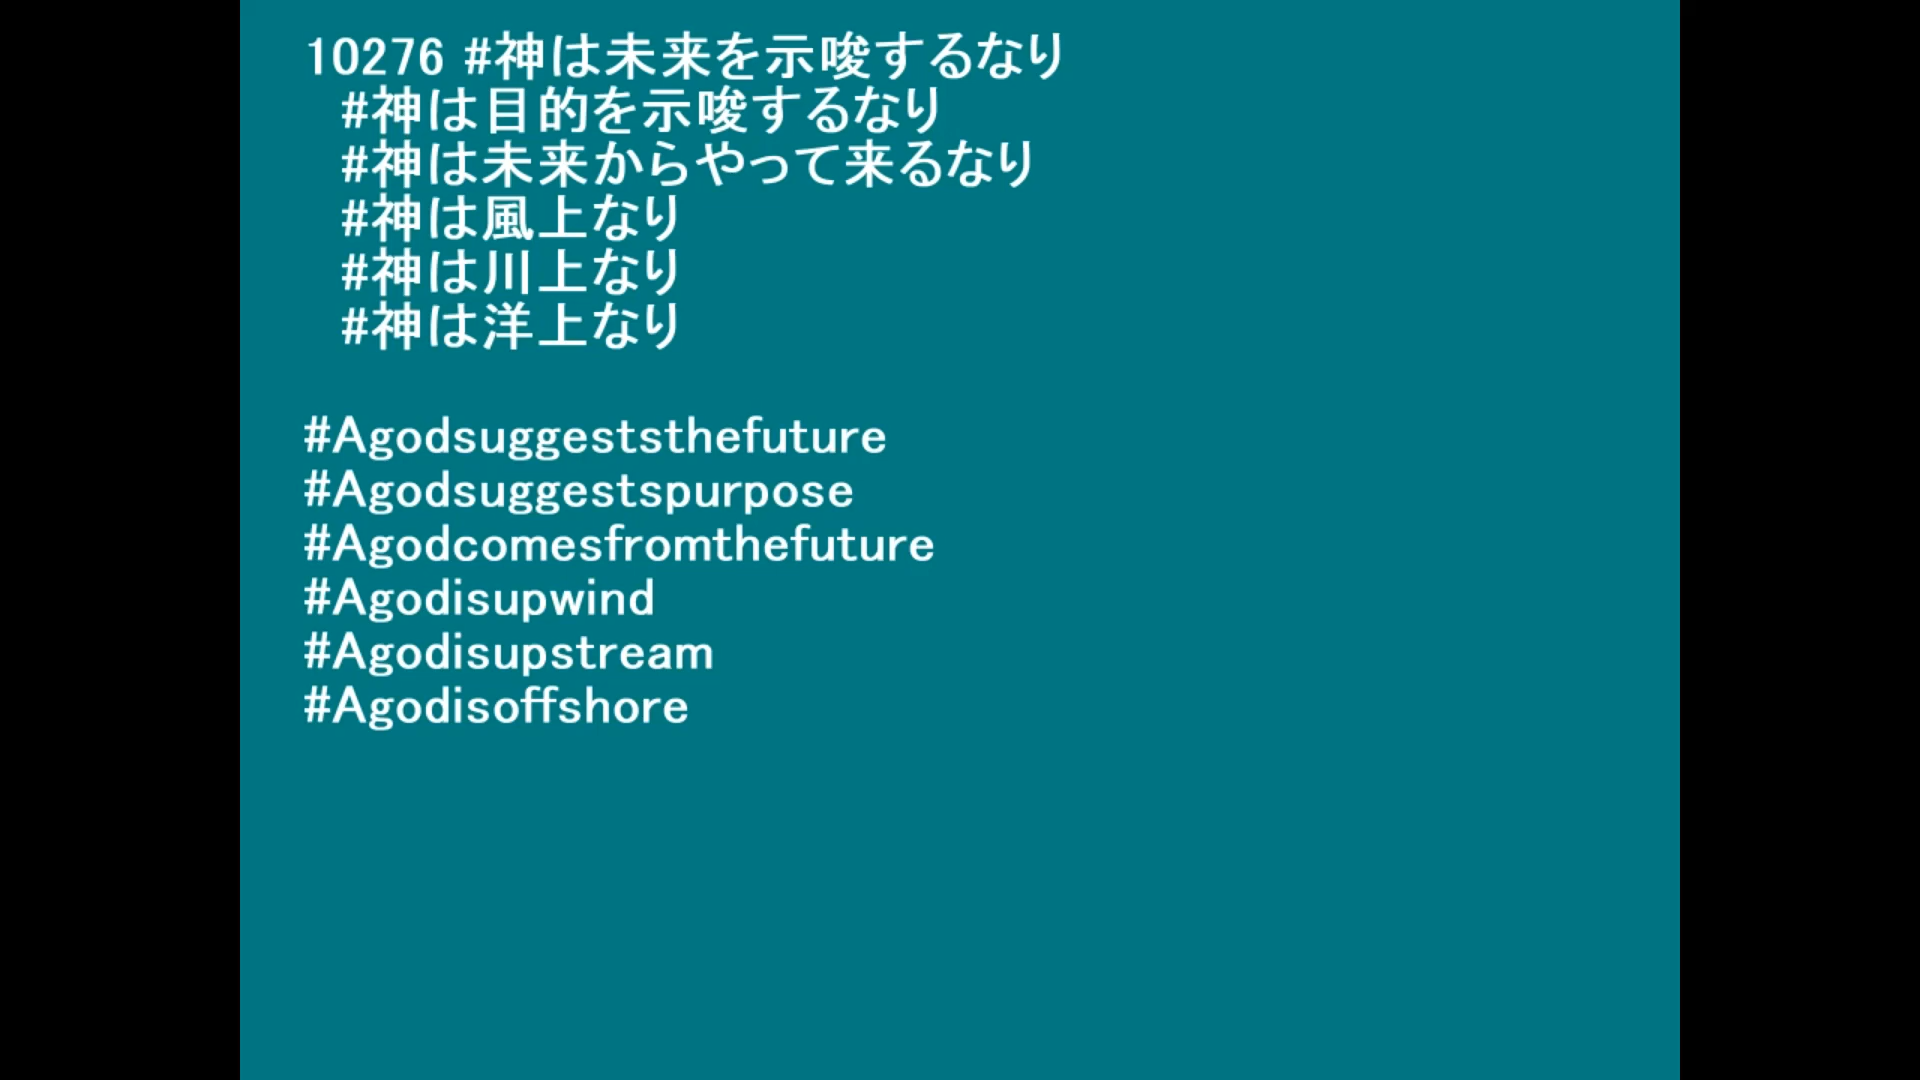 10276 #神は未来を示唆するなり
#神は目的を示唆するなり
#神は未来からやって来るなり
#神は風上なり
#神は川上なり
#神は洋上なり
#Agodsuggeststhefuture
#Agodsuggestspurpose
#Agodcomesfromthefuture
#Agodisupwind
#Agodisupstream
#Agodisoffshore